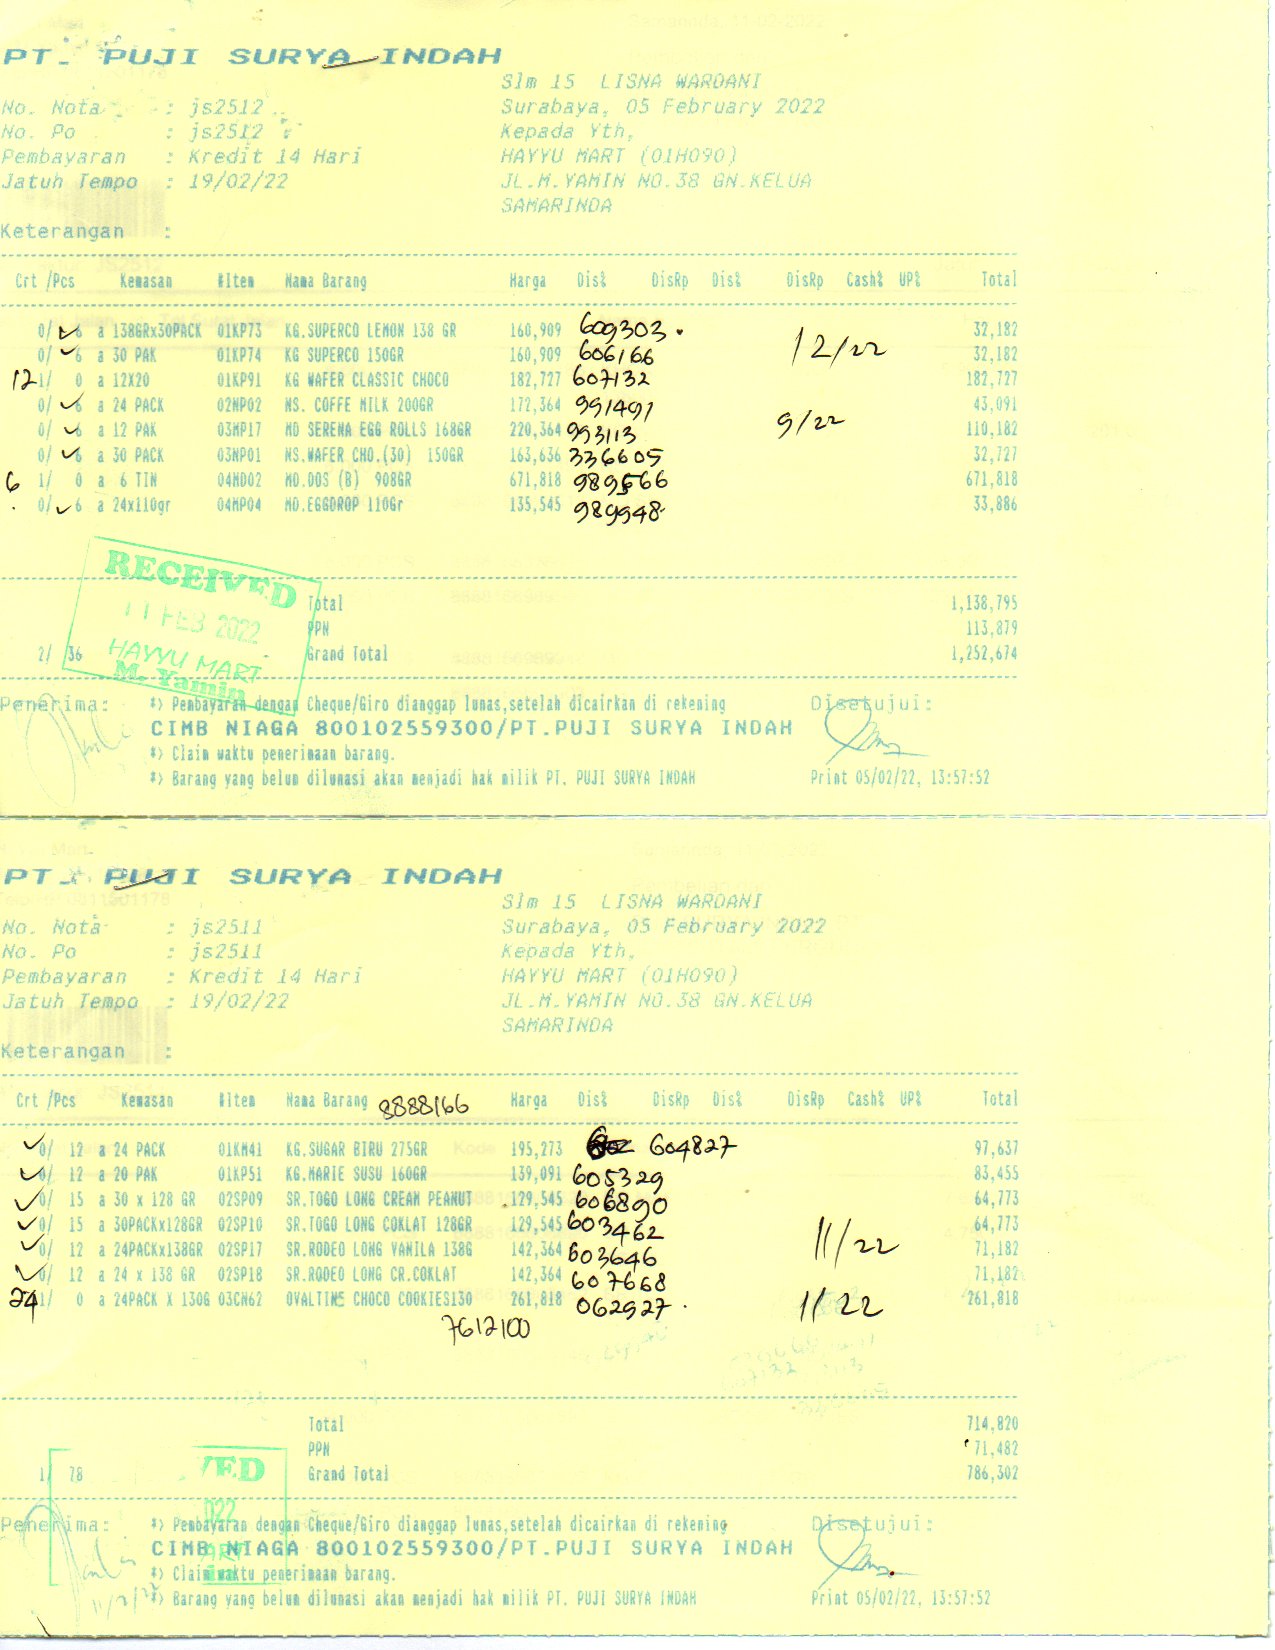 PT. PUJI SURYA INDAH
Slm 15 LISNA WARDANI
No. Nota : js2512 Surabaya, 05 February 2022
No. Po : js2512 Kepada Yth,
Pembayaran : Kredit 14 Hari HAYYU MART (01H090)
Jatuh Tempo : 19/02/22 JL.M.YAMIN NO.38 GN.KELUA
SAMARINDA
Keterangan :
Crt /Pcs Kemasan #Item Nama Barang Harga Dis% DisRp Dis% DisRp Cash% UP% Total
0/ 6 a 138GRx30PACK 01KP73 KG.SUPERCO LEMON 138 GR 160,909 609303 32,182
0/ 6 a 30 PAK 01KP74 KG SUPERCO 150GR 160,909 606166 12/22 32,182
12 1/ 0 a 12X20 01KP91 KG WAFER CLASSIC CHOCO 182,727 607132 182,727
0/ 6 a 24 PACK 02NP02 NS. COFFE MILK 200GR 172,364 991491 43,091
0/ 6 a 12 PAK 03MP17 MD SERENA EGG ROLLS 168GR 220,364 993113 9/22 110,182
0/ 6 a 30 PACK 03NP01 NS.WAFER CHO.(30) 150GR 163,636 336605 32,727
6 1/ 0 a 6 TIN 04MD02 MD.DOS (B) 908GR 671,818 989566 671,818
0/ 6 a 24x110gr 04MP04 MD.EGGDROP 110Gr 135,545 989948 33,886
RECEIVED
11 FEB 2022
HAYYU MART
M. Yamin
Total 1,138,795
PPN 113,879
2/ 36 Grand Total 1,252,674
Penerima: *) Pembayaran dengan Cheque/Giro dianggap lunas,setelah dicairkan di rekening Disetujui:
CIMB NIAGA 800102559300/PT.PUJI SURYA INDAH
*) Claim waktu penerimaan barang.
*) Barang yang belum dilunasi akan menjadi hak milik PT. PUJI SURYA INDAH Print 05/02/22, 13:57:52
PT. PUJI SURYA INDAH
Slm 15 LISNA WARDANI
No. Nota : js2511 Surabaya, 05 February 2022
No. Po : js2511 Kepada Yth,
Pembayaran : Kredit 14 Hari HAYYU MART (01H090)
Jatuh Tempo : 19/02/22 JL.M.YAMIN NO.38 GN.KELUA
SAMARINDA
Keterangan :
Crt /Pcs Kemasan #Item Nama Barang 8888166 Harga Dis% DisRp Dis% DisRp Cash% UP% Total
0/ 12 a 24 PACK 01KM41 KG.SUGAR BIRU 275GR 195,273 604827 97,637
0/ 12 a 20 PAK 01KP51 KG.MARIE SUSU 160GR 139,091 605329 83,455
0/ 15 a 30 x 128 GR 02SP09 SR.TOGO LONG CREAM PEANUT 129,545 606890 64,773
0/ 15 a 30PACKx128GR 02SP10 SR.TOGO LONG COKLAT 128GR 129,545 603462 64,773
0/ 12 a 24PACKx138GR 02SP17 SR.RODEO LONG VANILA 138G 142,364 603646 11/22 71,182
0/ 12 a 24 x 138 GR 02SP18 SR.RODEO LONG CR.COKLAT 142,364 607668 71,182
24 1/ 0 a 24PACK X 130G 03CN62 OVALTINE CHOCO COOKIES130 261,818 062927 11/22 261,818
7612100
Total 714,820
PPN 71,482
1/ 78 Grand Total 786,302
Penerima: *) Pembayaran dengan Cheque/Giro dianggap lunas,setelah dicairkan di rekening Disetujui:
CIMB NIAGA 800102559300/PT.PUJI SURYA INDAH
*) Claim waktu penerimaan barang.
*) Barang yang belum dilunasi akan menjadi hak milik PT. PUJI SURYA INDAH Print 05/02/22, 13:57:52